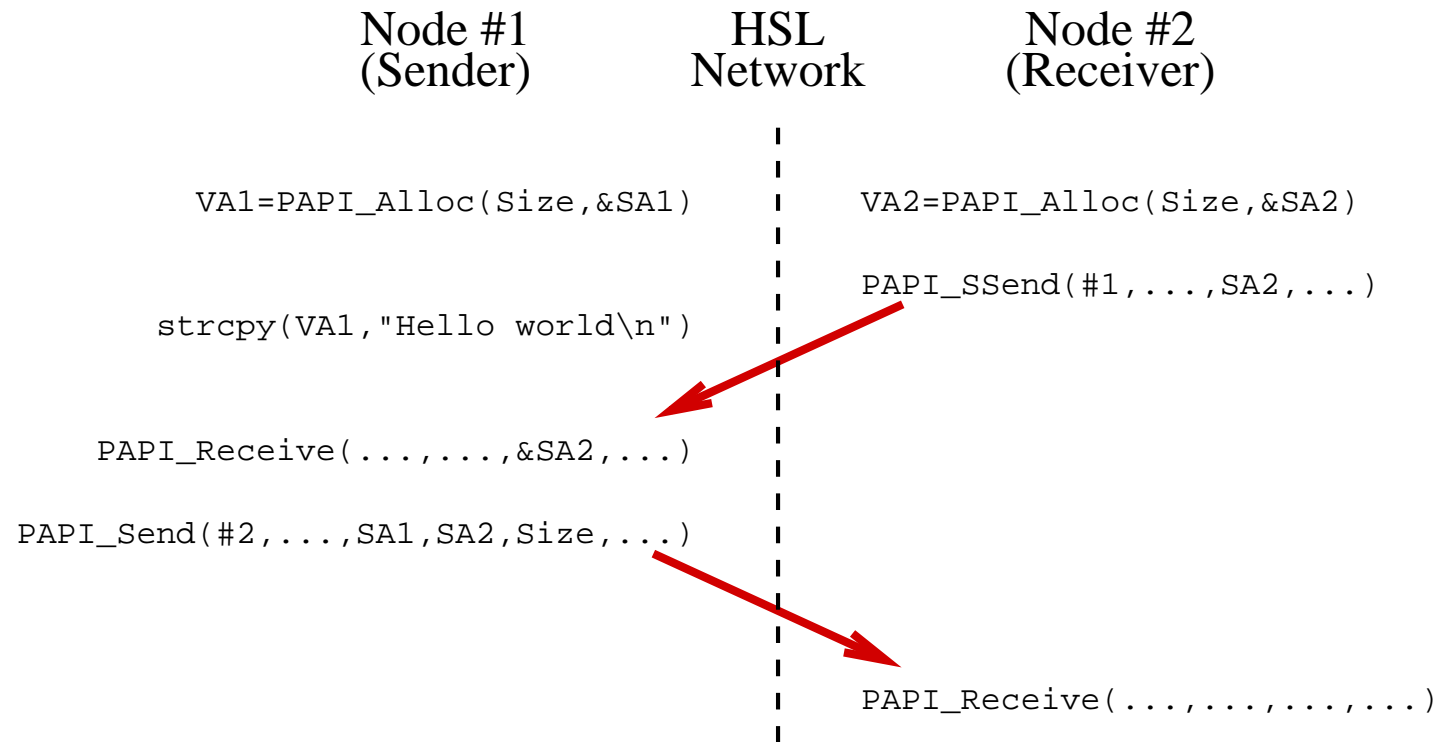 Node #1
(Sender)
HSL
Network
Node #2
(Receiver)
VA1=PAPI_Alloc(Size,&SA1)
VA2=PAPI_Alloc(Size,&SA2)
PAPI_SSend(#1,...,SA2,...)
strcpy(VA1,"Hello world\n")
PAPI_Receive(...,...,&SA2,...)
PAPI_Send(#2,...,SA1,SA2,Size,...)
PAPI_Receive(...,...,...,...)